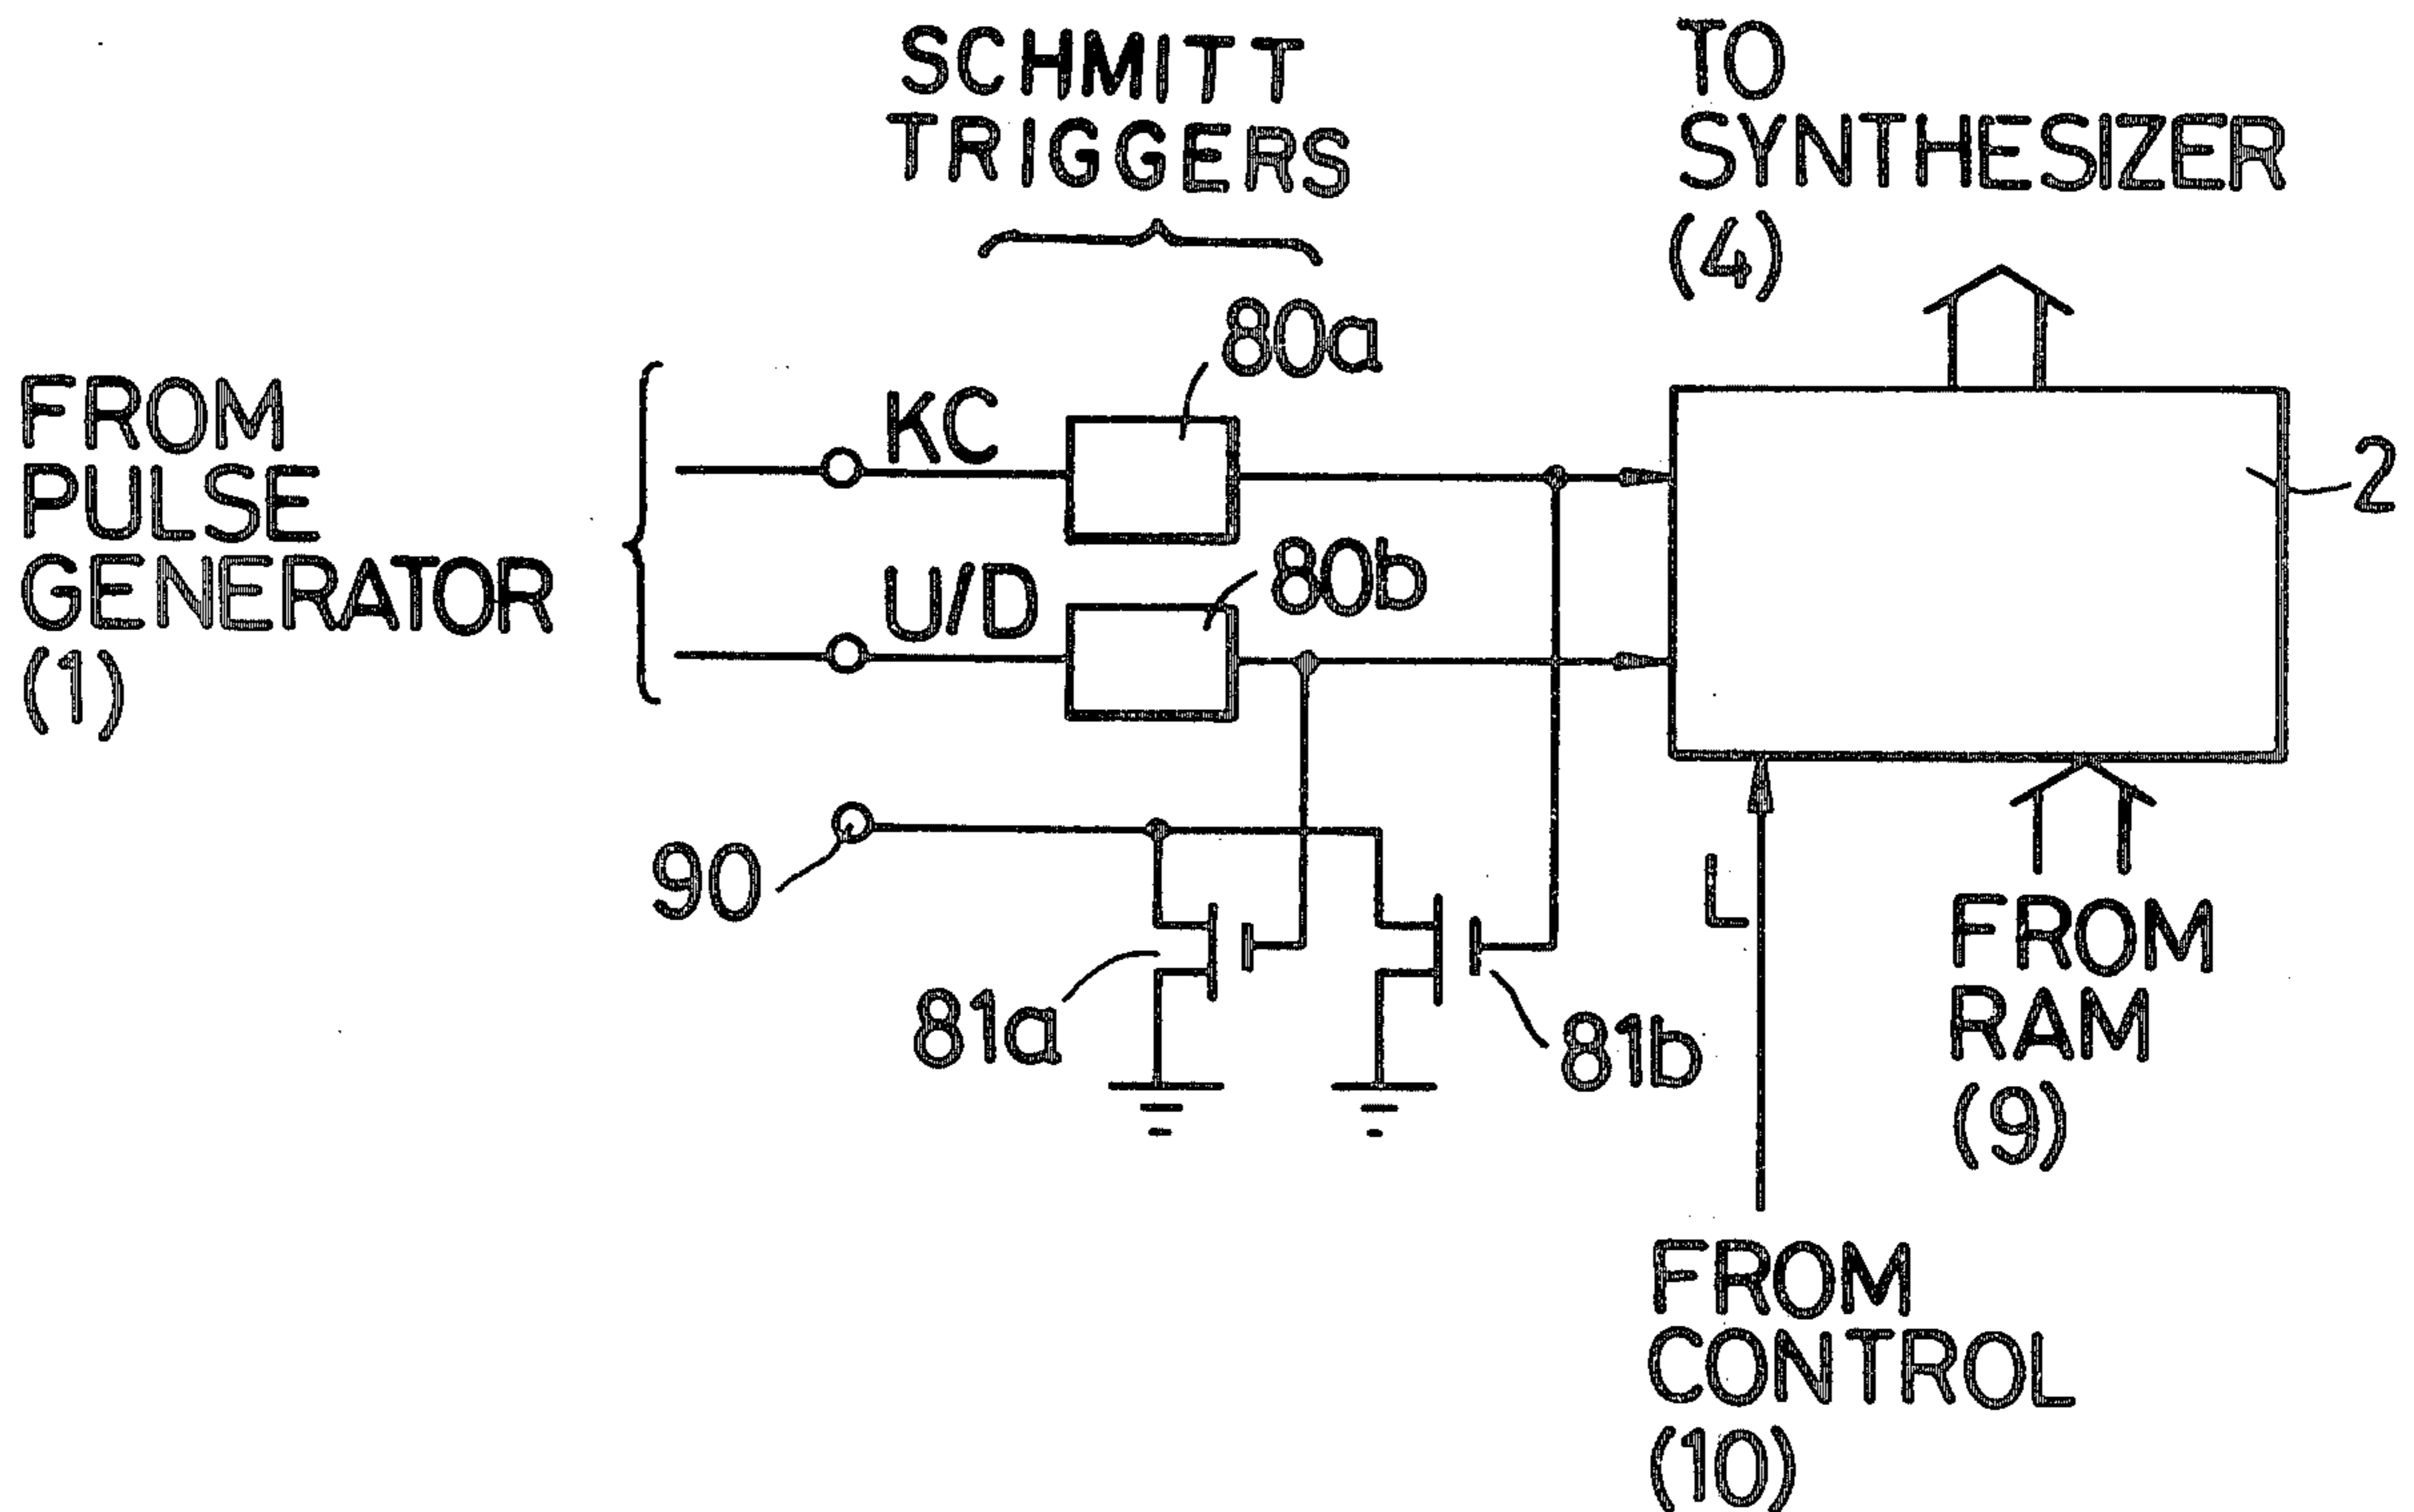 SCHMITT
TRIGGERS
TO
SYNTHESIZER
(4)
80a
FROM
PULSE
GENERATOR
(1)
KC
2
80b
U/D
90
L
81a
81b
FROM
RAM
(9)
FROM
CONTROL
(10)